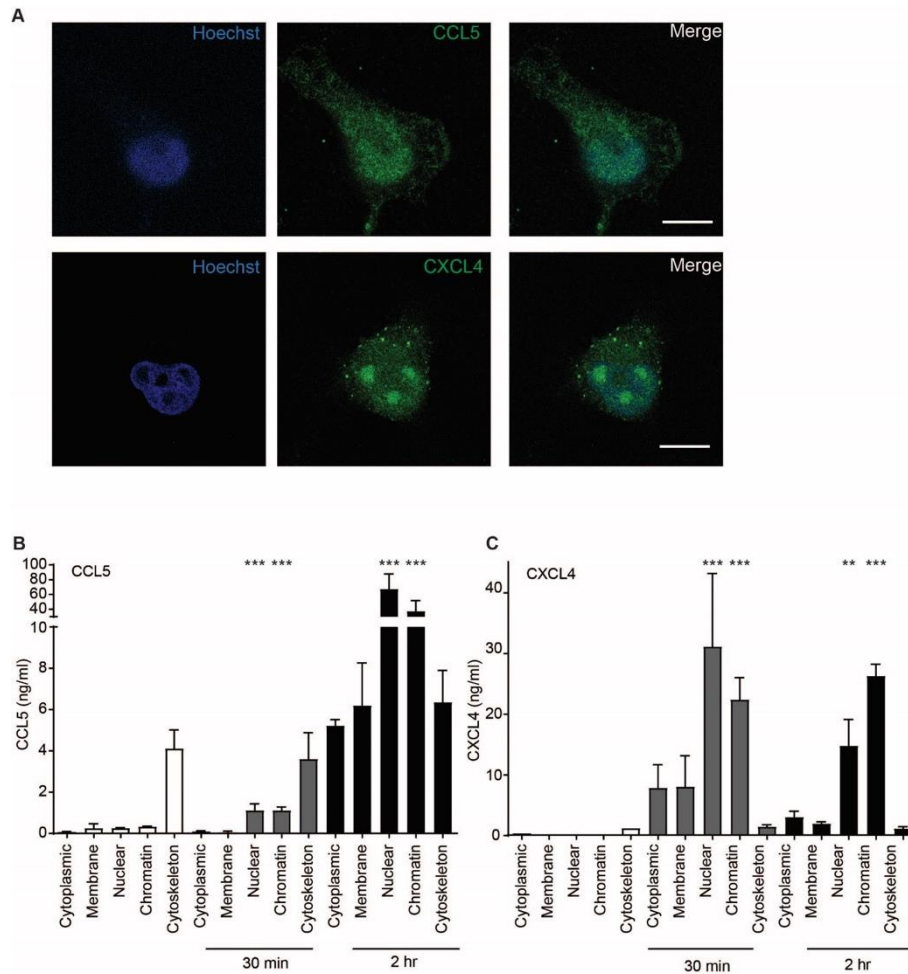 A
Hoechst
CCL5
Merge
Hoechst
CXCL4
Merge
B
CCL5
*** ***
*** ***
100
80
60
40
10
8
6
4
2
0
CCL5 (ng/ml)
Cytoplasmic
Membrane
Nuclear
Chromatin
Cytoskeleton
Cytoplasmic
Membrane
Nuclear
Chromatin
Cytoskeleton
Cytoplasmic
Membrane
Nuclear
Chromatin
Cytoskeleton
30 min
2 hr
C
CXCL4
*** ***
** ***
40
30
20
10
0
CXCL4 (ng/ml)
Cytoplasmic
Membrane
Nuclear
Chromatin
Cytoskeleton
Cytoplasmic
Membrane
Nuclear
Chromatin
Cytoskeleton
Cytoplasmic
Membrane
Nuclear
Chromatin
Cytoskeleton
30 min
2 hr